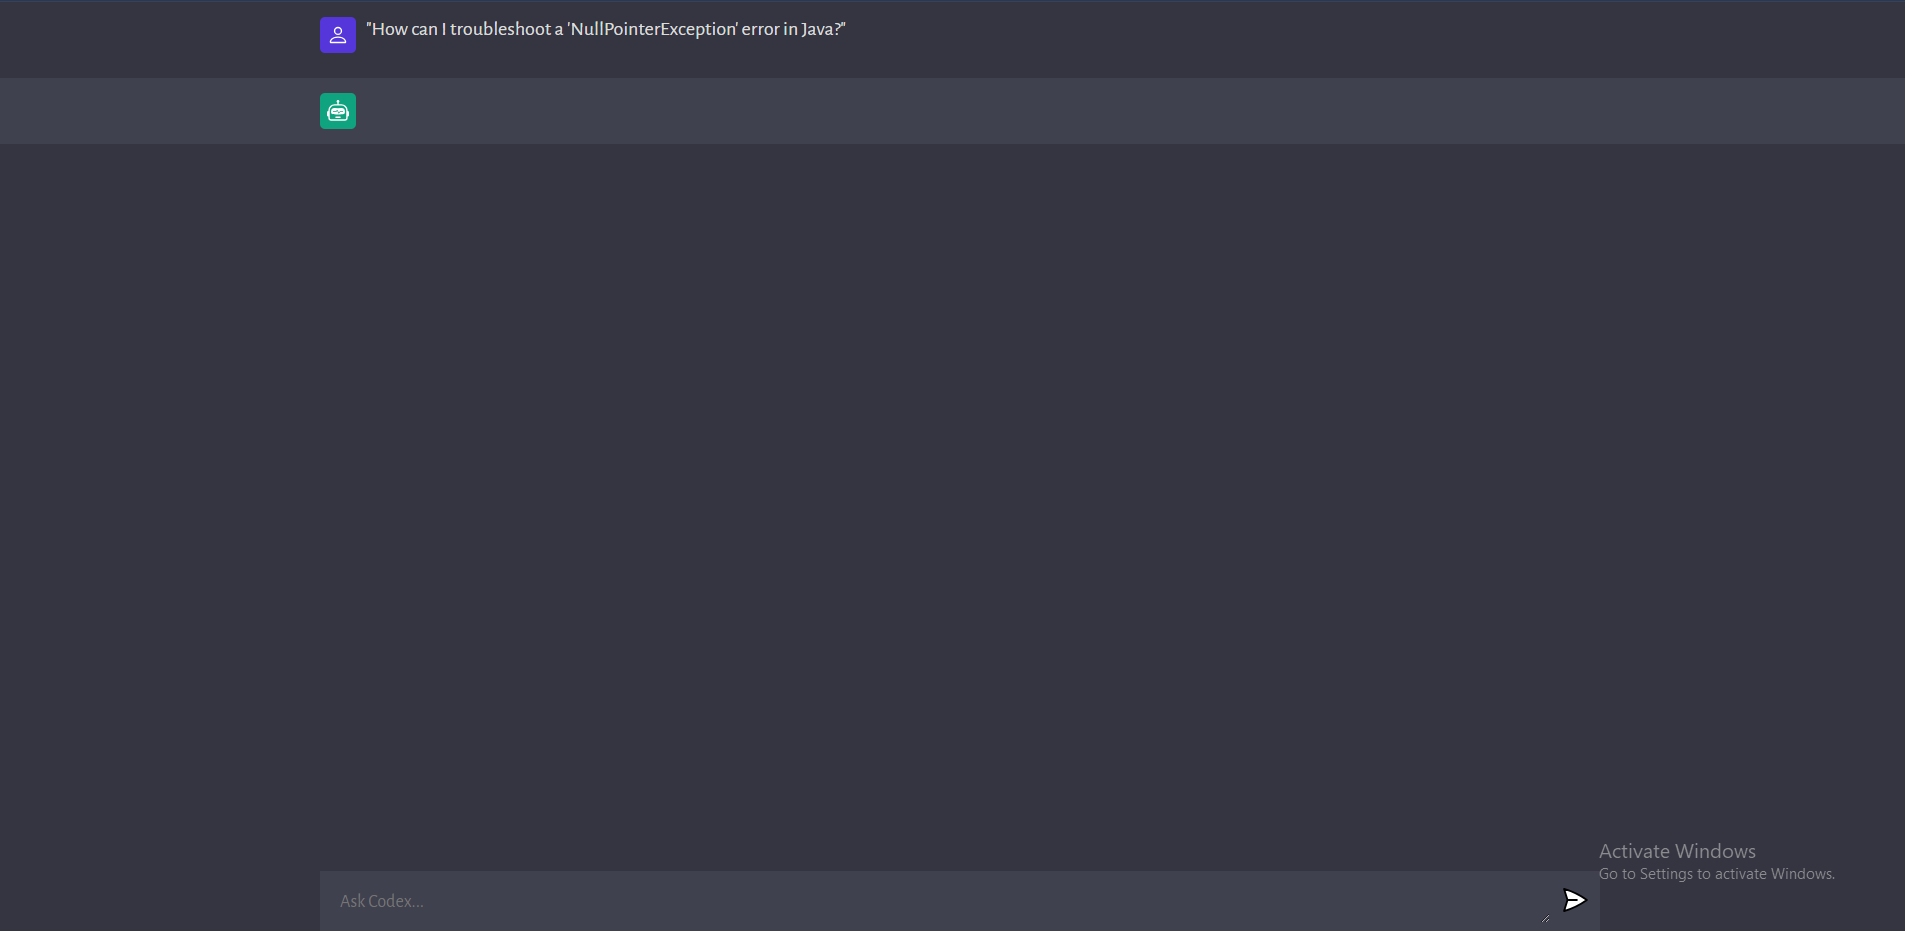 "How can I troubleshoot a 'NullPointerException' error in Java?"
Ask Codex...
Activate Windows
Go to Settings to activate Windows.